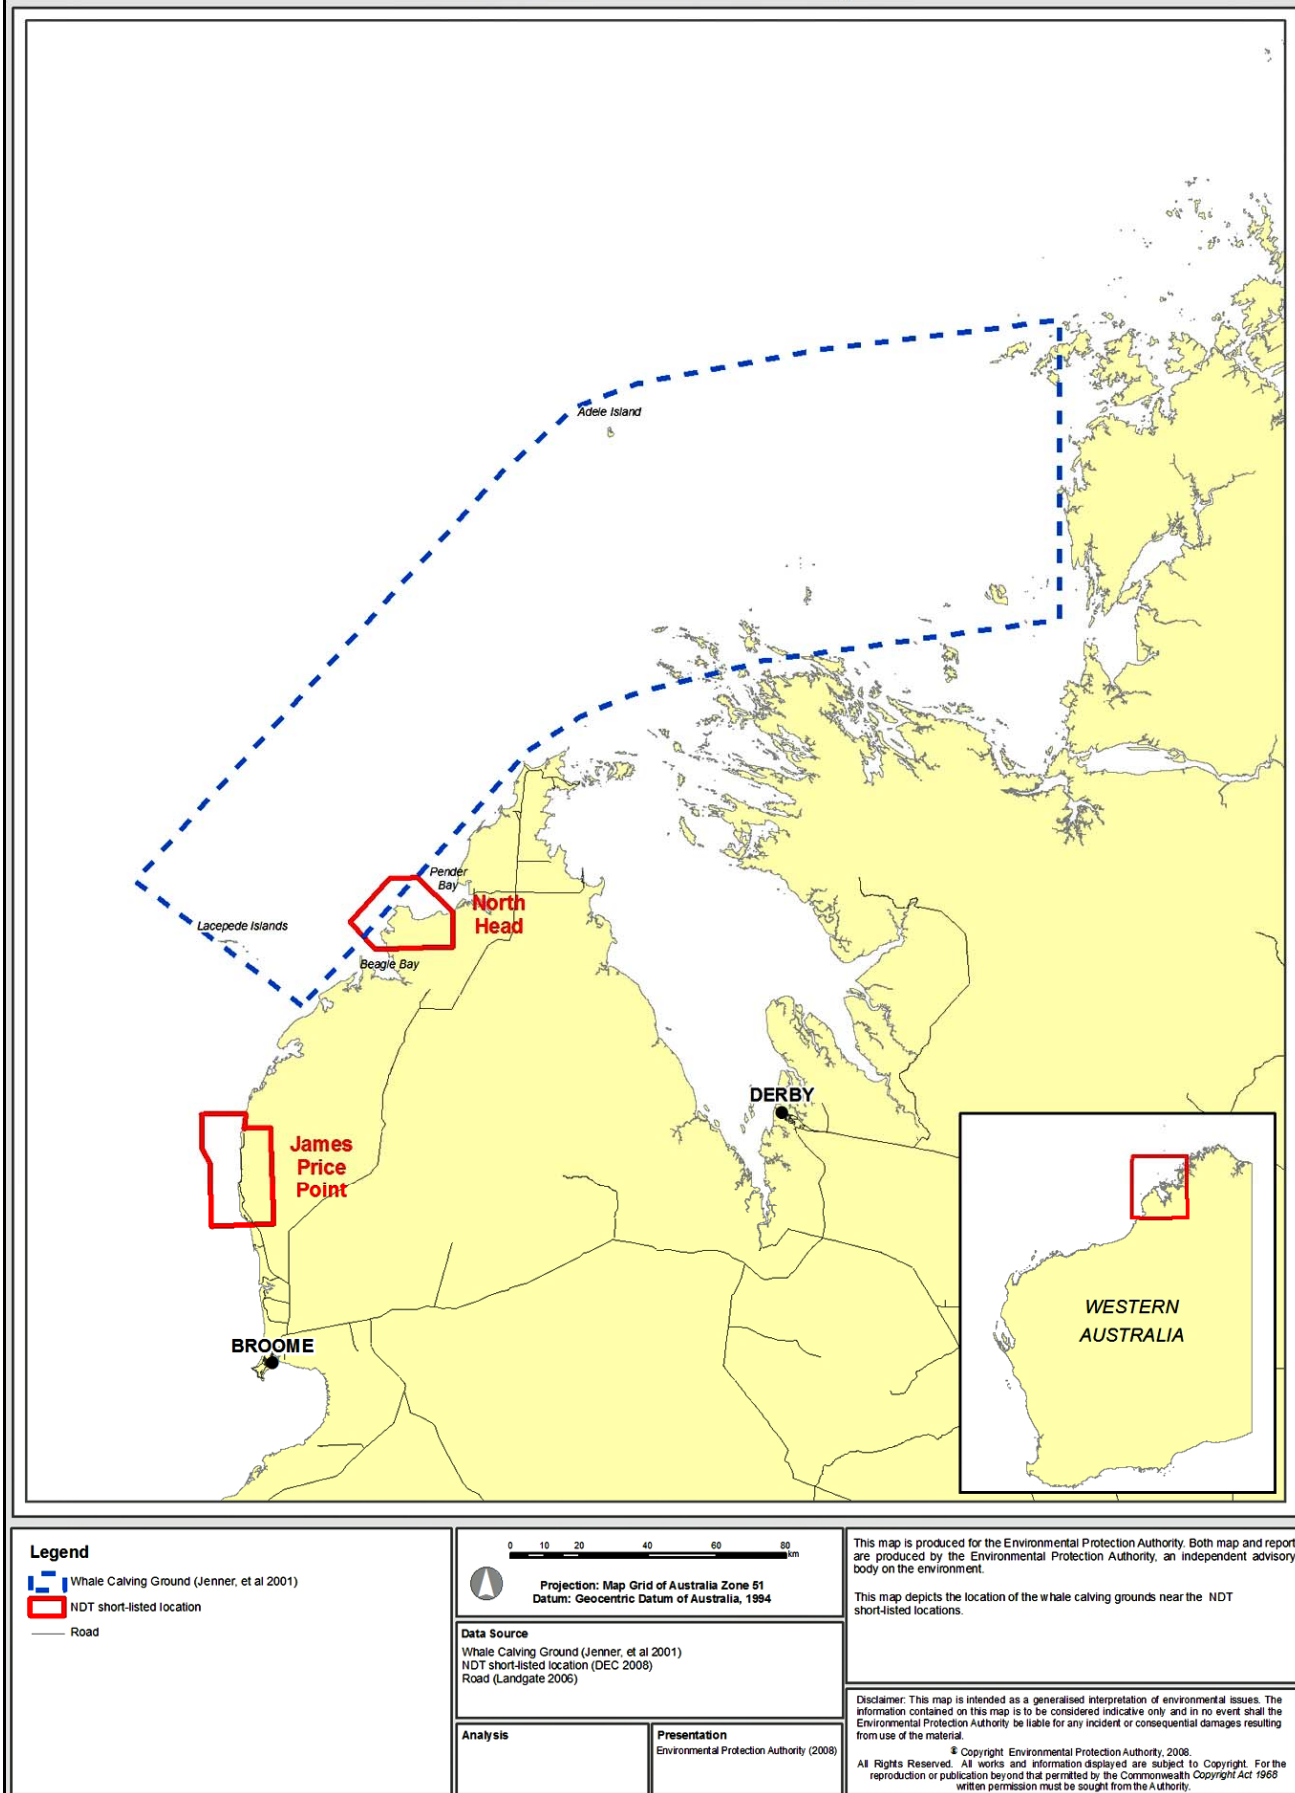 Adele Island
Pender
Bay
North
Head
Lacepede Islands
Beagle Bay
DERBY
James
Price
Point
WESTERN
AUSTRALIA
BROOME
Legend
Whale Calving Ground (Jenner, et al 2001)
NDT short-listed location
Road
0 10 20 40 60 80
km
Projection: Map Grid of Australia Zone 51
Datum: Geocentric Datum of Australia, 1994
Data Source
Whale Calving Ground (Jenner, et al 2001)
NDT short-listed location (DEC 2008)
Road (Landgate 2006)
Analysis
Presentation
Environmental Protection Authority (2008)
This map is produced for the Environmental Protection Authority. Both map and report
are produced by the Environmental Protection Authority, an independent advisory
body on the environment.
This map depicts the location of the whale calving grounds near the NDT
short-listed locations.
Disclaimer: This map is intended as a generalised interpretation of environmental issues. The
information contained on this map is to be considered indicative only and in no event shall the
Environmental Protection Authority be liable for any incident or consequential damages resulting
from use of the material.
© Copyright Environmental Protection Authority, 2008.
All Rights Reserved. All works and information displayed are subject to Copyright. For the
reproduction or publication beyond that permitted by the Commonwealth Copyright Act 1968
written permission must be sought from the Authority.